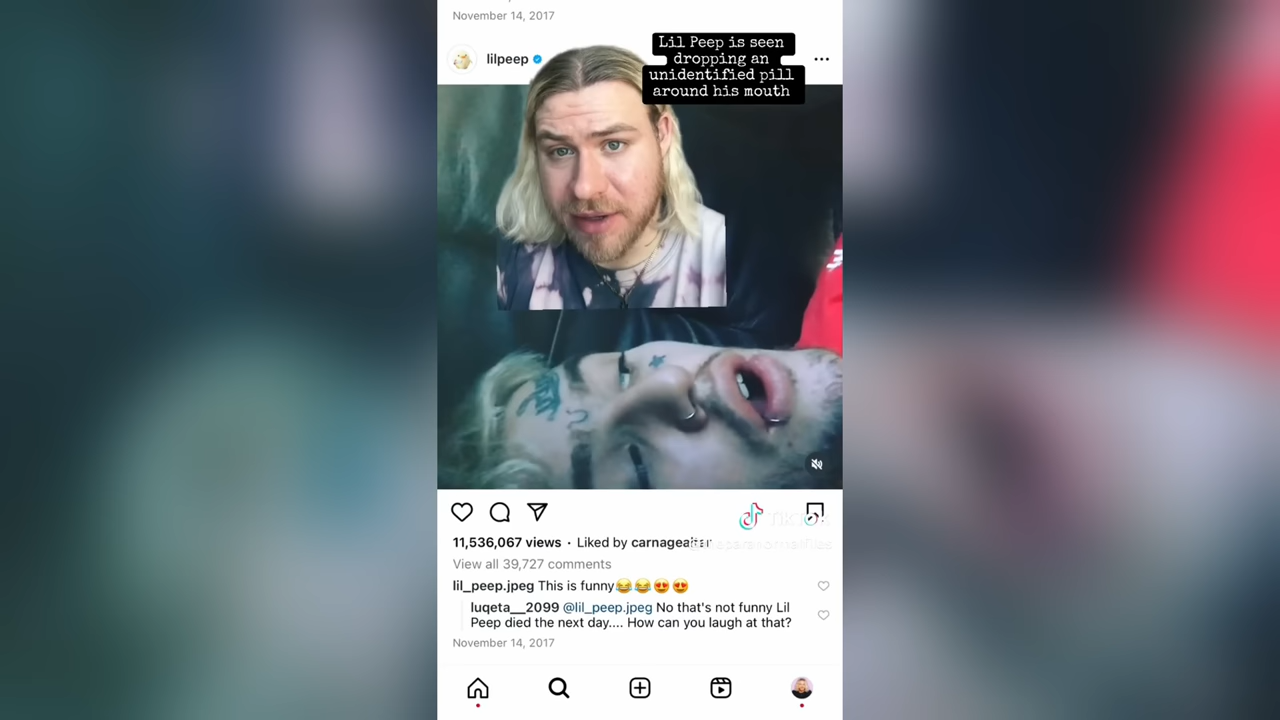 November 14, 2017
lilpeep
Lil Peep is seen
dropping an
unidentified pill
around his mouth
11,536,067 views · Liked by carnageaitor
View all 39,727 comments
lil_peep.jpeg This is funny😂😂😍😍
luqeta__2099 @lil_peep.jpeg No that's not funny Lil
Peep died the next day.... How can you laugh at that?
November 14, 2017